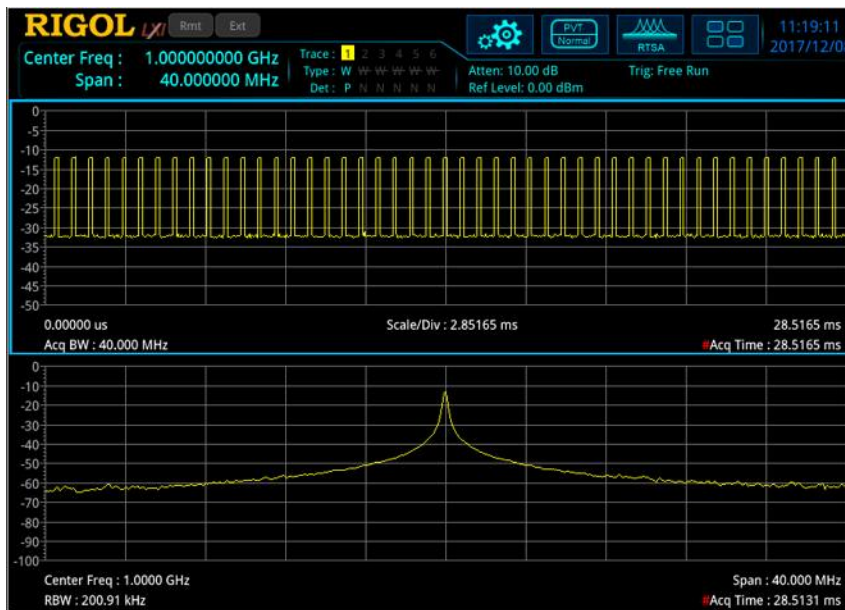 RIGOL LXI Rmt Ext
PVT
Normal
RTSA
11:19:11
2017/12/0
Center Freq : 1.000000000 GHz
Span : 40.000000 MHz
Trace : 1 2 3 4 5 6
Type : W W W W W W
Det : P N N N N N
Atten: 10.00 dB
Ref Level: 0.00 dBm
Trig: Free Run
0
-5
-10
-15
-20
-25
-30
-35
-40
-45
-50
0.00000 us Scale/Div : 2.85165 ms 28.5165 ms
Acq BW : 40.000 MHz #Acq Time : 28.5165 ms
0
-10
-20
-30
-40
-50
-60
-70
-80
-90
-100
Center Freq : 1.0000 GHz Span : 40.000 MHz
RBW : 200.91 kHz #Acq Time : 28.5131 ms